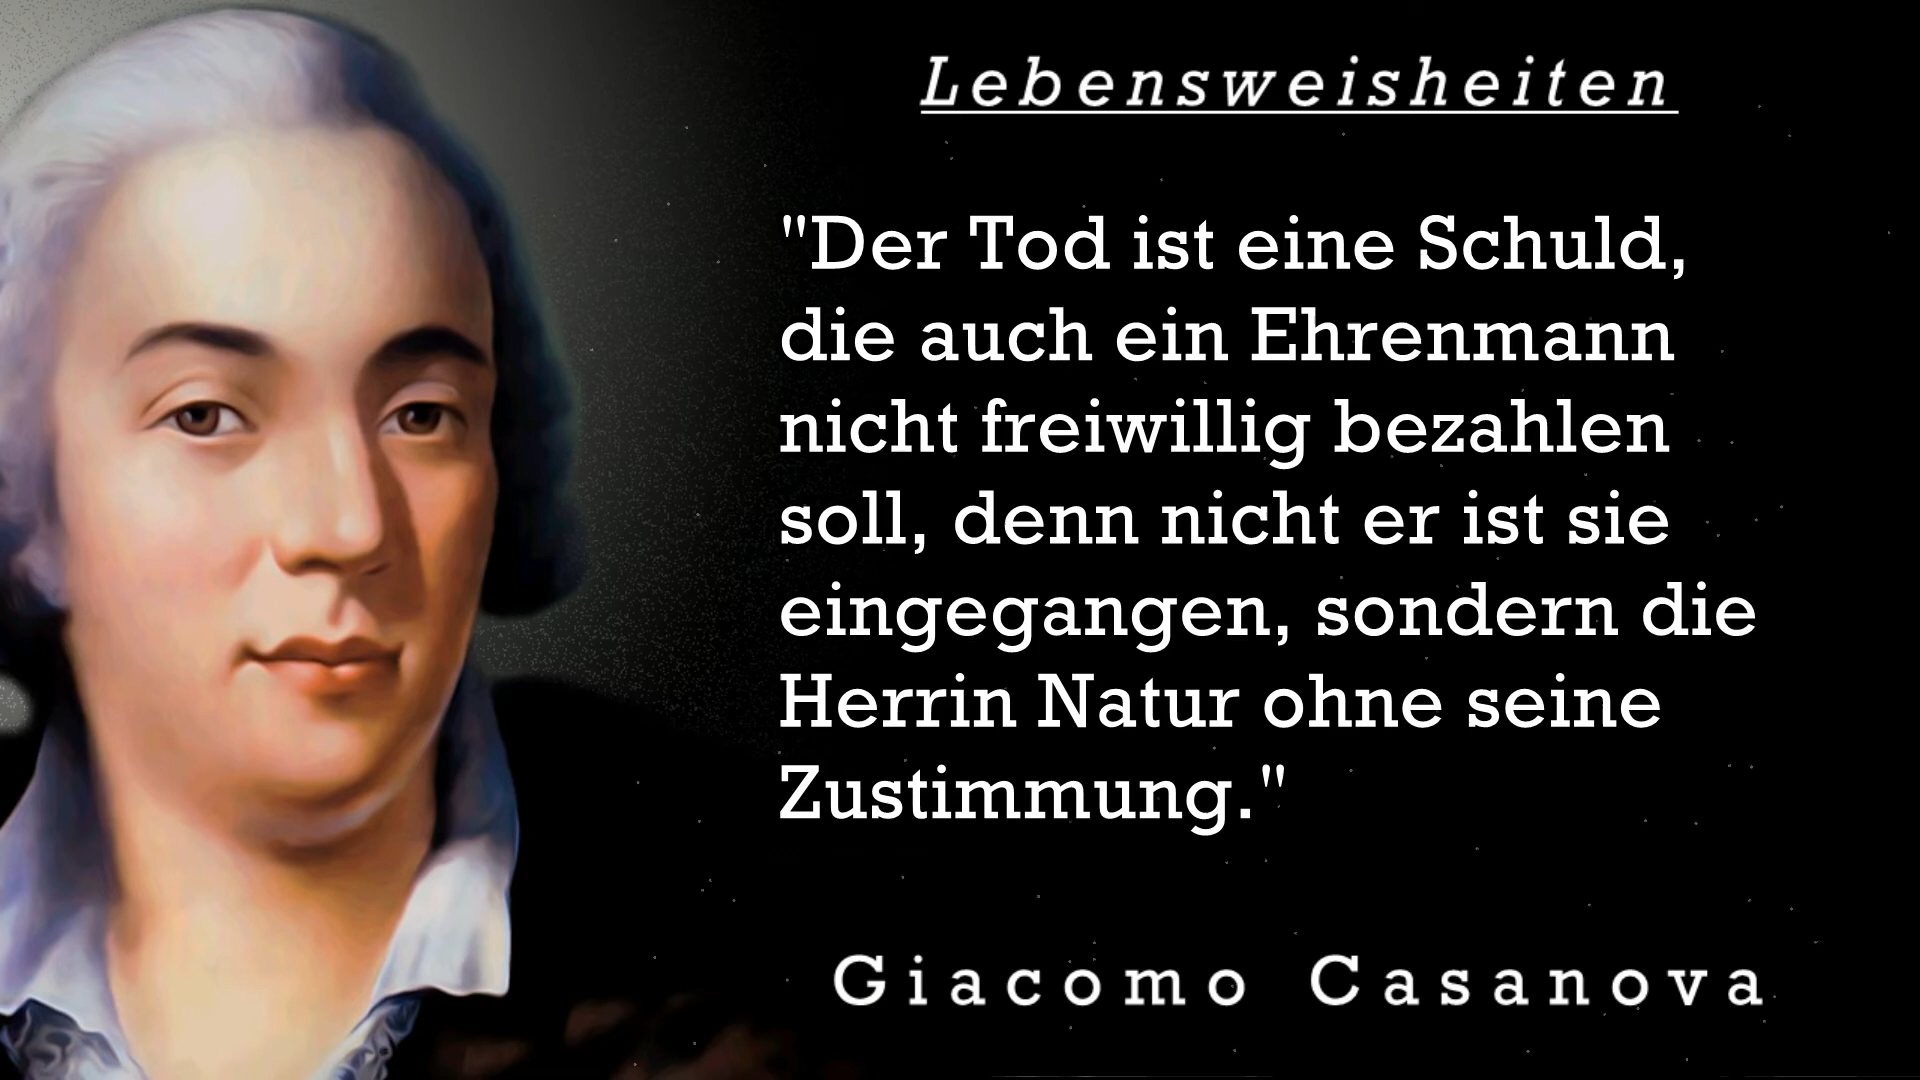 Lebensweisheiten
"Der Tod ist eine Schuld,
die auch ein Ehrenmann
nicht freiwillig bezahlen
soll, denn nicht er ist sie
eingegangen, sondern die
Herrin Natur ohne seine
Zustimmung."
Giacomo Casanova